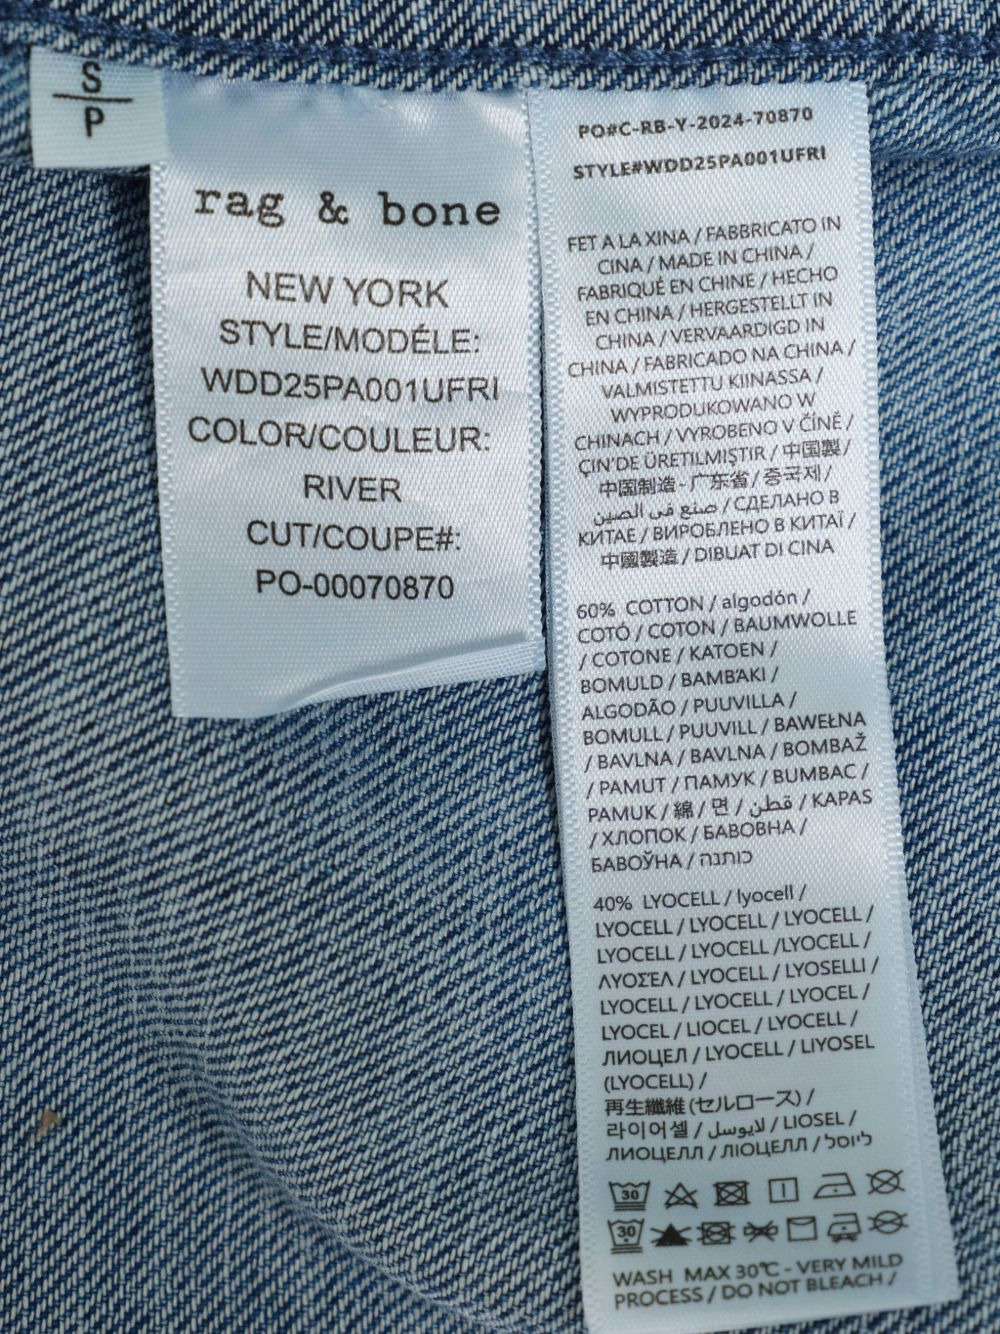 S
P
rag & bone
NEW YORK
STYLE/MODÉLE:
WDD25PA001UFRI
COLOR/COULEUR:
RIVER
CUT/COUPE#:
PO-00070870
PO#C-RB-Y-2024-70870
STYLE#WDD25PA001UFRI
FET A LA XINA / FABBRICATO IN
CINA / MADE IN CHINA /
FABRIQUÉ EN CHINE / HECHO
EN CHINA / HERGESTELLT IN
CHINA / VERVAARDIGD IN
CHINA / FABRICADO NA CHINA /
VALMISTETTU KIINASSA /
WYPRODUKOWANO W
CHINACH / VYROBENO V ČÍNĚ /
ÇIN'DE ÜRETILMIŞTIR / 中国製 /
中国制造 - 广东省 / 중국제 /
صنع في الصين / СДЕЛАНО В
КИТАЕ / ВИРОБЛЕНО В КИТАЇ /
中國製造 / DIBUAT DI CINA
60% COTTON / algodón /
COTÓ / COTON / BAUMWOLLE
/ COTONE / KATOEN /
BOMULD / ΒΑΜΒΆΚΙ /
ALGODÃO / PUUVILLA /
BOMULL / PUUVILL / BAWEŁNA
/ BAVLNA / BAVLNA / BOMBAŽ
/ PAMUT / ПАМУК / BUMBAC /
PAMUK / 綿 / 면 / قطن / KAPAS
/ ХЛОПОК / БАВОВНА /
БАВОЎНА / כותנה
40% LYOCELL / lyocell /
LYOCELL / LYOCELL / LYOCELL /
LYOCELL / LYOCELL /LYOCELL /
ΛΥΟΣΈΛ / LYOCELL / LYOSELLI /
LYOCELL / LYOCELL / LYOCEL /
LYOCEL / LIOCEL / LYOCELL /
ЛИОЦЕЛ / LYOCELL / LIYOSEL
(LYOCELL) /
再生繊維 (セルロース) /
라이어셀 / لايوسل / LIOSEL /
ЛИОЦЕЛЛ / ЛІОЦЕЛЛ / ליוסל
30
30
WASH MAX 30℃ - VERY MILD
PROCESS / DO NOT BLEACH /